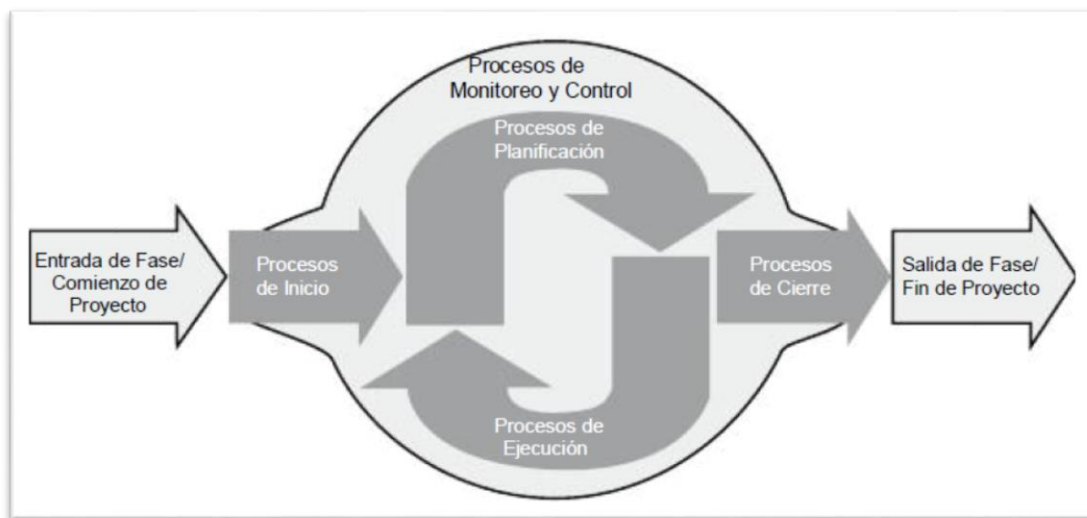 Procesos de
Monitoreo y Control
Procesos de
Planificación
Entrada de Fase/
Comienzo de
Proyecto
Procesos
de Inicio
Procesos
de Cierre
Salida de Fase/
Fin de Proyecto
Procesos de
Ejecución